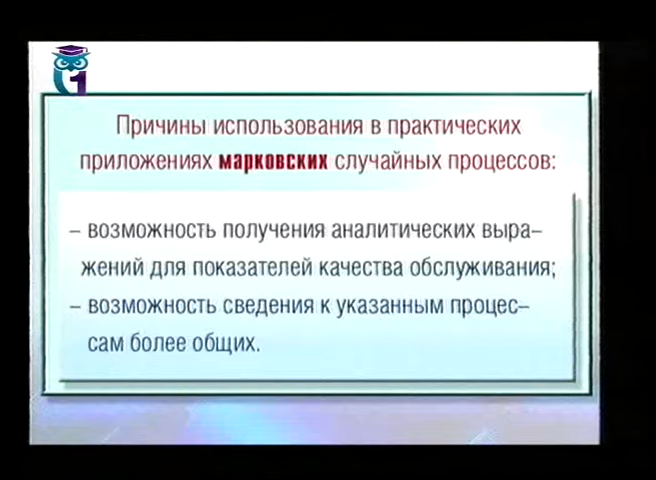 1
Причины использования в практических
приложениях марковских случайных процессов:
– возможность получения аналитических выра–
жений для показателей качества обслуживания;
– возможность сведения к указанным процес–
сам более общих.